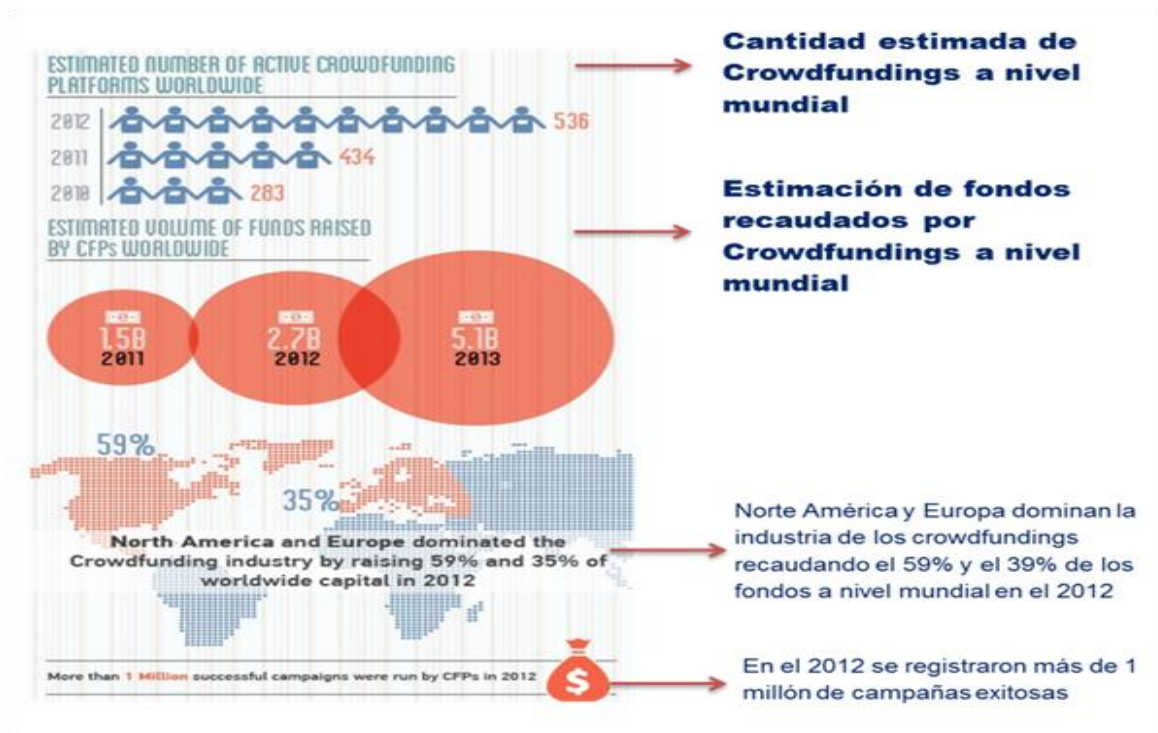 ESTIMATED NUMBER OF ACTIVE CROWDFUNDING
PLATFORMS WORLDWIDE
2012 536
2011 434
2010 283
ESTIMATED VOLUME OF FUNDS RAISED
BY CFPs WORLDWIDE
1.5B
2011
2.7B
2012
5.1B
2013
59%
35%
North America and Europe dominated the
Crowdfunding industry by raising 59% and 35% of
worldwide capital in 2012
More than 1 Million successful campaigns were run by CFPs in 2012
$
Cantidad estimada de
Crowdfundings a nivel
mundial
Estimación de fondos
recaudados por
Crowdfundings a nivel
mundial
Norte América y Europa dominan la
industria de los crowdfundings
recaudando el 59% y el 39% de los
fondos a nivel mundial en el 2012
En el 2012 se registraron más de 1
millón de campañas exitosas